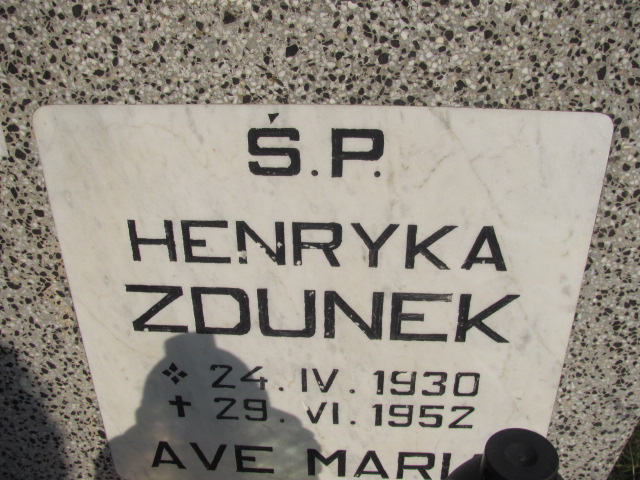 Ś.P.
HENRYKA
ZDUNEK
24.IV.1930
✝ 29.VI.1952
AVE